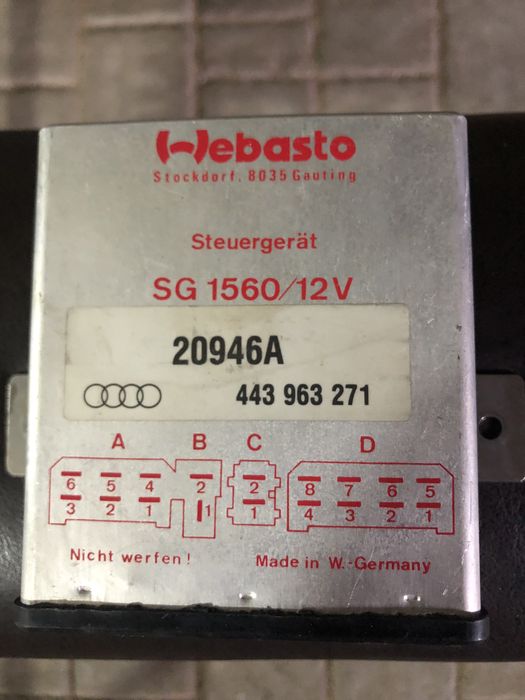 Webasto
Stockdorf, 8035 Gauting
Steuergerät
SG 1560/12V
20946A
443 963 271
A B C D
6 5 4 2 2 8 7 6 5
3 2 1 1 1 4 3 2 1
Nicht werfen! Made in W.-Germany